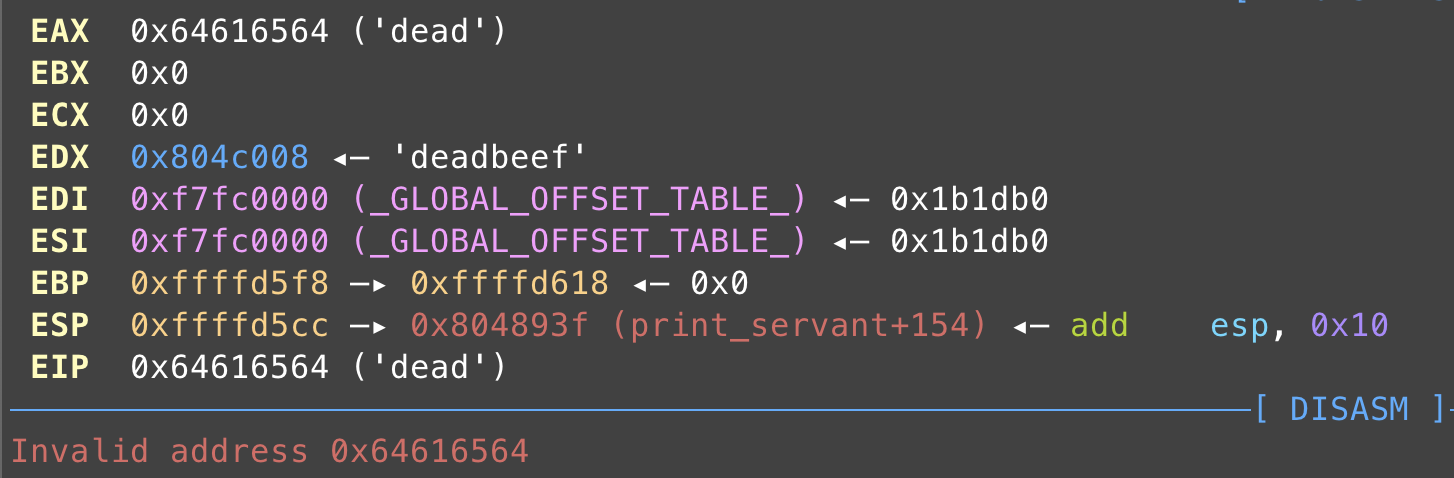 EAX 0x64616564 ('dead')
EBX 0x0
ECX 0x0
EDX 0x804c008 ◂— 'deadbeef'
EDI 0xf7fc0000 (_GLOBAL_OFFSET_TABLE_) ◂— 0x1b1db0
ESI 0xf7fc0000 (_GLOBAL_OFFSET_TABLE_) ◂— 0x1b1db0
EBP 0xffffd5f8 —▸ 0xffffd618 ◂— 0x0
ESP 0xffffd5cc —▸ 0x804893f (print_servant+154) ◂— add    esp, 0x10
EIP 0x64616564 ('dead')
[ DISASM ]
Invalid address 0x64616564